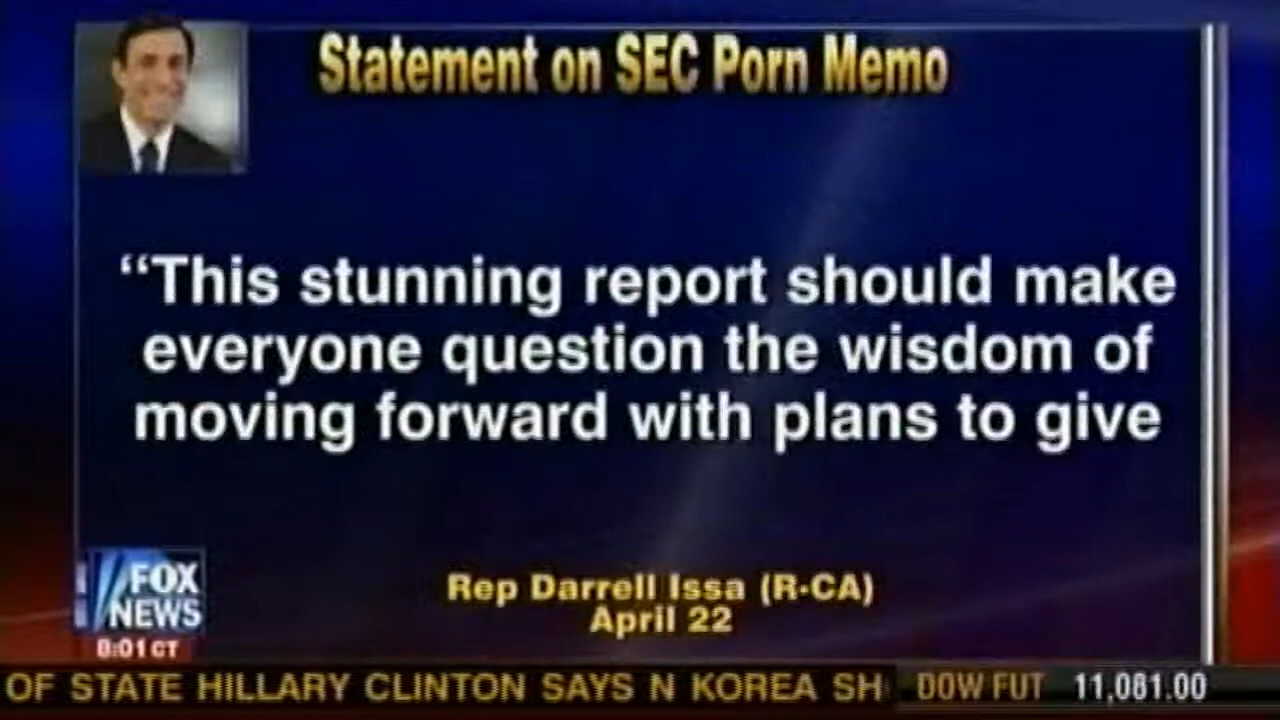 Statement on SEC Porn Memo
“This stunning report should make
everyone question the wisdom of
moving forward with plans to give
Rep Darrell Issa (R-CA)
April 22
FOX
NEWS
8:01 CT
OF STATE HILLARY CLINTON SAYS N KOREA SH
DOW FUT 11,081.00